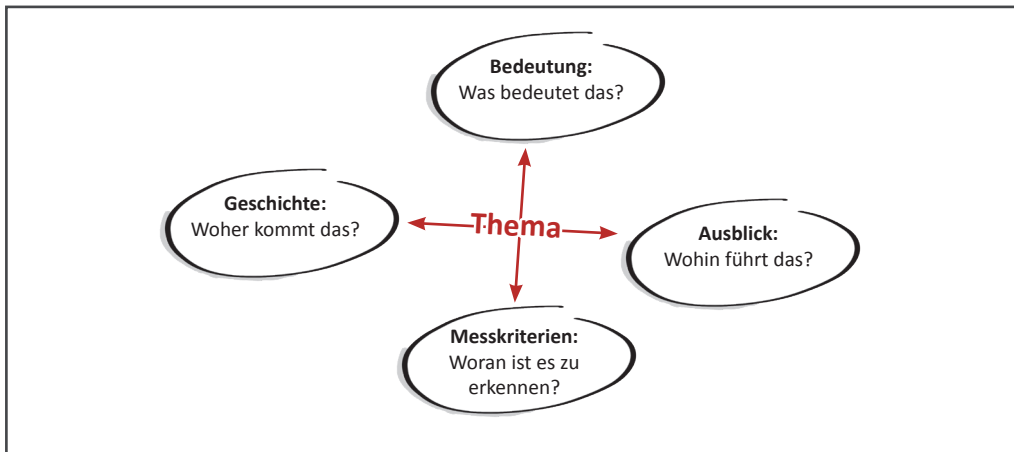 Bedeutung:
Was bedeutet das?
Geschichte:
Woher kommt das?
Thema
Ausblick:
Wohin führt das?
Messkriterien:
Woran ist es zu
erkennen?